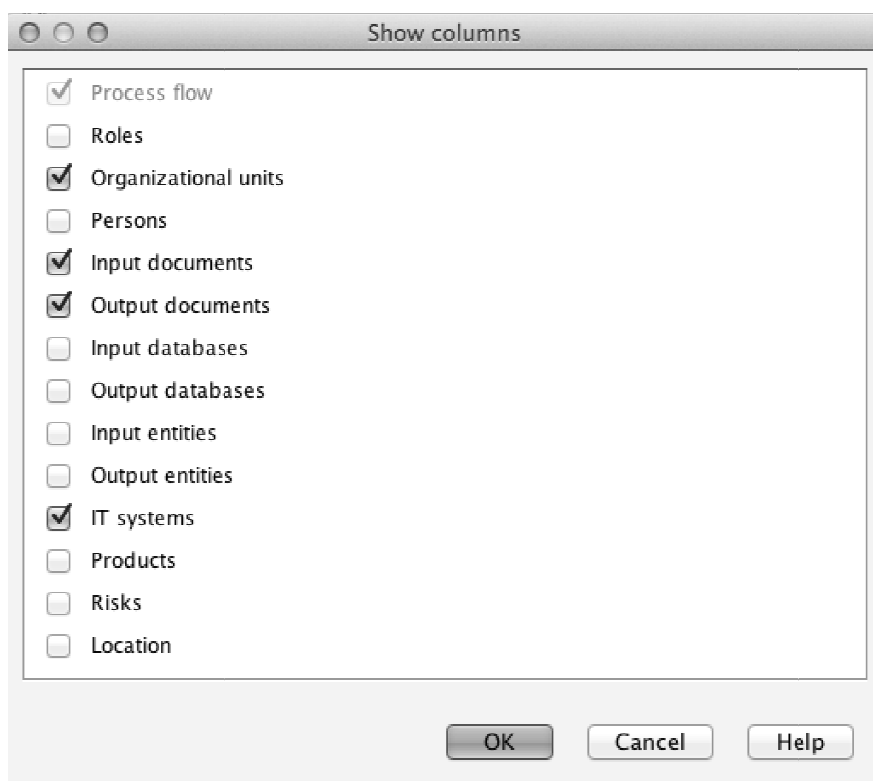 Show columns
Process flow
Roles
Organizational units
Persons
Input documents
Output documents
Input databases
Output databases
Input entities
Output entities
IT systems
Products
Risks
Location
OK Cancel Help